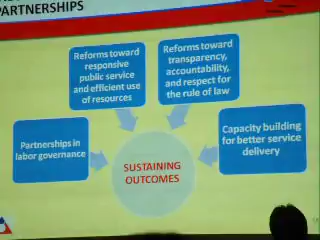 PARTNERSHIPS
Reforms toward
responsive
public service
and efficient use
of resources
Reforms toward
transparency,
accountability,
and respect for
the rule of law
Partnerships in
labor governance
Capacity building
for better service
delivery
SUSTAINING
OUTCOMES